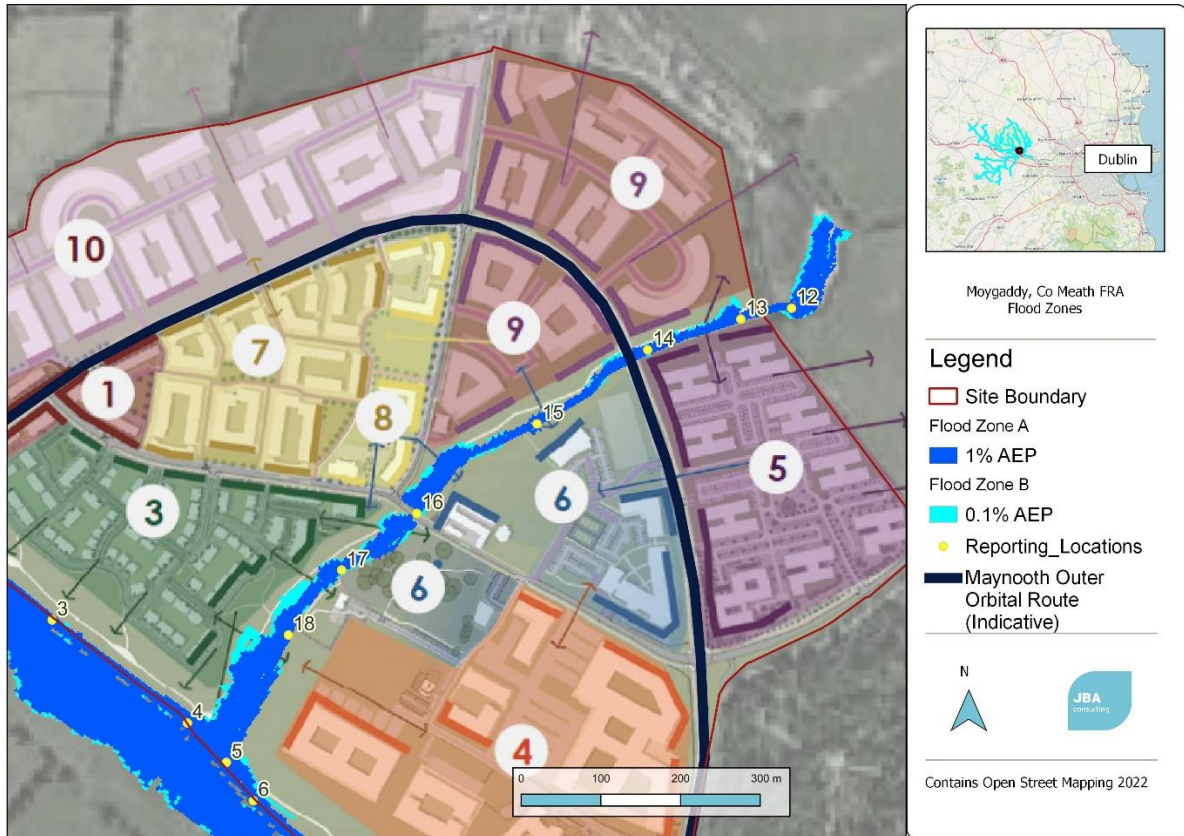 10
9
9
7
1
8
3
6
6
5
4
12
13
14
15
16
17
18
3
4
5
6
0 100 200 300 m
Dublin
Moygaddy, Co Meath FRA
Flood Zones
Legend
Site Boundary
Flood Zone A
1% AEP
Flood Zone B
0.1% AEP
Reporting_Locations
Maynooth Outer
Orbital Route
(Indicative)
N
JBA
consulting
Contains Open Street Mapping 2022